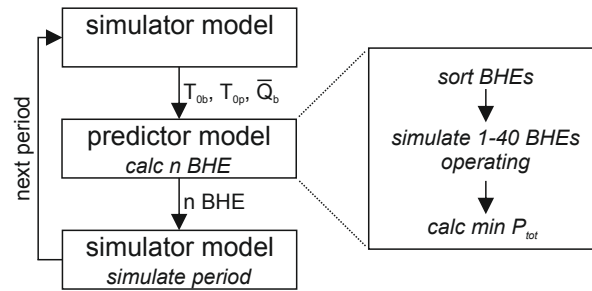 simulator model
T0b, T0p, Q̅b
predictor model
calc n BHE
n BHE
simulator model
simulate period
next period
sort BHEs
simulate 1-40 BHEs
operating
calc min Ptot